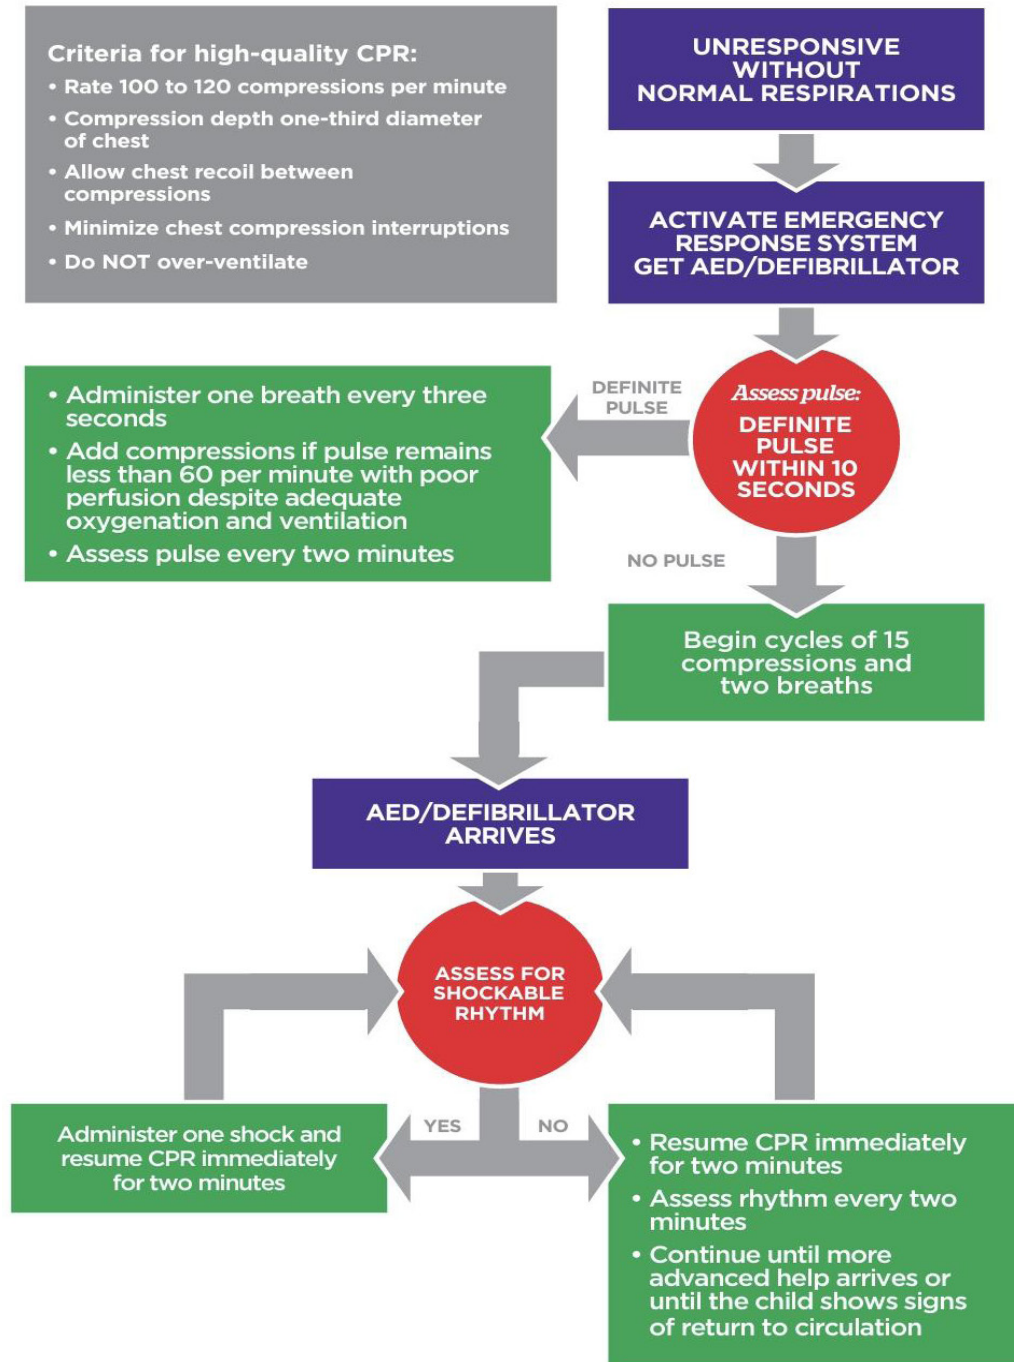 Criteria for high-quality CPR:
• Rate 100 to 120 compressions per minute
• Compression depth one-third diameter
of chest
• Allow chest recoil between
compressions
• Minimize chest compression interruptions
• Do NOT over-ventilate
UNRESPONSIVE
WITHOUT
NORMAL RESPIRATIONS
ACTIVATE EMERGENCY
RESPONSE SYSTEM
GET AED/DEFIBRILLATOR
Assess pulse:
DEFINITE
PULSE
WITHIN 10
SECONDS
DEFINITE
PULSE
• Administer one breath every three
seconds
• Add compressions if pulse remains
less than 60 per minute with poor
perfusion despite adequate
oxygenation and ventilation
• Assess pulse every two minutes
NO PULSE
Begin cycles of 15
compressions and
two breaths
AED/DEFIBRILLATOR
ARRIVES
ASSESS FOR
SHOCKABLE
RHYTHM
YES
NO
Administer one shock and
resume CPR immediately
for two minutes
• Resume CPR immediately
for two minutes
• Assess rhythm every two
minutes
• Continue until more
advanced help arrives or
until the child shows signs
of return to circulation